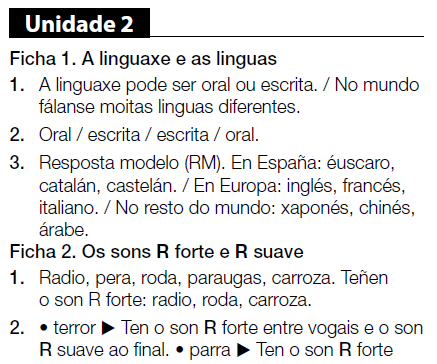 Unidade 2
Ficha 1. A linguaxe e as linguas
1. A linguaxe pode ser oral ou escrita. / No mundo
fálanse moitas linguas diferentes.
2. Oral / escrita / escrita / oral.
3. Resposta modelo (RM). En España: éuscaro,
catalán, castelán. / En Europa: inglés, francés,
italiano. / No resto do mundo: xaponés, chinés,
árabe.
Ficha 2. Os sons R forte e R suave
1. Radio, pera, roda, paraugas, carroza. Teñen
o son R forte: radio, roda, carroza.
2. • terror ▶ Ten o son R forte entre vogais e o son
R suave ao final. • parra ▶ Ten o son R forte